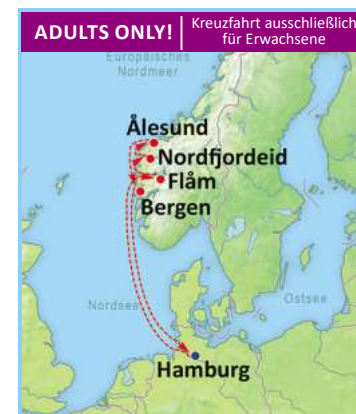 ADULTS ONLY!
Kreuzfahrt ausschließlich
für Erwachsene
Europäisches
Nordmeer
Ålesund
Nordfjordeid
Flåm
Bergen
Nordsee
Ostsee
Hamburg